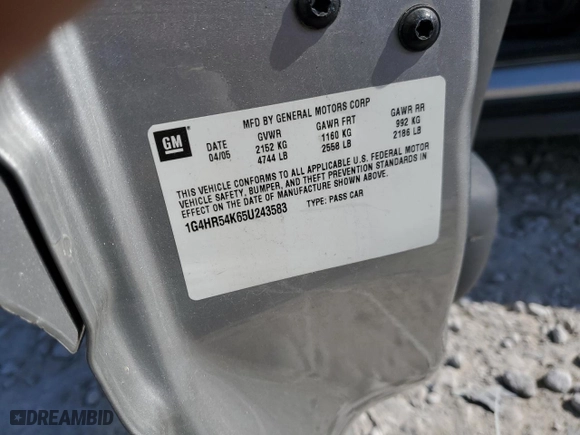 MFD BY GENERAL MOTORS CORP
GM
DATE GVWR GAWR FRT GAWR RR
04/05 2152 KG 1160 KG 992 KG
4744 LB 2558 LB 2186 LB
THIS VEHICLE CONFORMS TO ALL APPLICABLE U.S. FEDERAL MOTOR
VEHICLE SAFETY, BUMPER, AND THEFT PREVENTION STANDARDS IN
EFFECT ON THE DATE OF MANUFACTURE SHOWN ABOVE.
1G4HR54K65U243583 TYPE: PASS CAR
DREAMBID